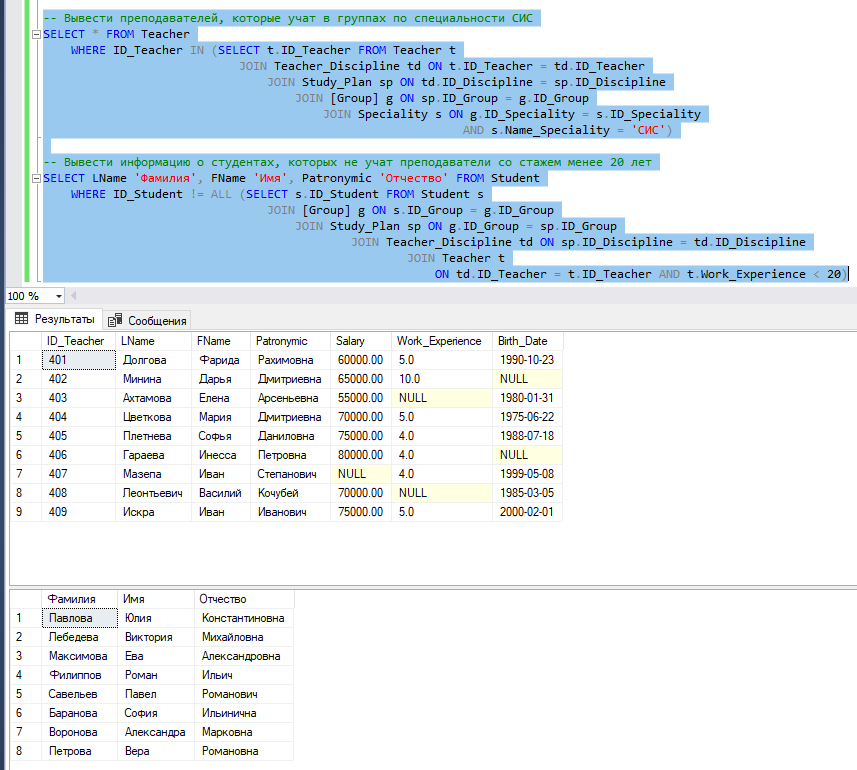 -- Вывести преподавателей, которые учат в группах по специальности СИС
SELECT * FROM Teacher
WHERE ID_Teacher IN (SELECT t.ID_Teacher FROM Teacher t
JOIN Teacher_Discipline td ON t.ID_Teacher = td.ID_Teacher
JOIN Study_Plan sp ON td.ID_Discipline = sp.ID_Discipline
JOIN [Group] g ON sp.ID_Group = g.ID_Group
JOIN Speciality s ON g.ID_Speciality = s.ID_Speciality
AND s.Name_Speciality = 'СИС')
-- Вывести информацию о студентах, которых не учат преподаватели со стажем менее 20 лет
SELECT LName 'Фамилия', FName 'Имя', Patronymic 'Отчество' FROM Student
WHERE ID_Student != ALL (SELECT s.ID_Student FROM Student s
JOIN [Group] g ON s.ID_Group = g.ID_Group
JOIN Study_Plan sp ON g.ID_Group = sp.ID_Group
JOIN Teacher_Discipline td ON sp.ID_Discipline = td.ID_Discipline
JOIN Teacher t
ON td.ID_Teacher = t.ID_Teacher AND t.Work_Experience < 20)
100 %
Результаты Сообщения
ID_Teacher LName FName Patronymic Salary Work_Experience Birth_Date
1 401 Долгова Фарида Рахимовна 60000.00 5.0 1990-10-23
2 402 Минина Дарья Дмитриевна 65000.00 10.0 NULL
3 403 Ахтамова Елена Арсеньевна 55000.00 NULL 1980-01-31
4 404 Цветкова Мария Дмитриевна 70000.00 5.0 1975-06-22
5 405 Плетнева Софья Даниловна 75000.00 4.0 1988-07-18
6 406 Гараева Инесса Петровна 80000.00 4.0 NULL
7 407 Мазепа Иван Степанович NULL 4.0 1999-05-08
8 408 Леонтьевич Василий Кочубей 70000.00 NULL 1985-03-05
9 409 Искра Иван Иванович 75000.00 5.0 2000-02-01
Фамилия Имя Отчество
1 Павлова Юлия Константиновна
2 Лебедева Виктория Михайловна
3 Максимова Ева Александровна
4 Филиппов Роман Ильич
5 Савельев Павел Романович
6 Баранова София Ильинична
7 Воронова Александра Марковна
8 Петрова Вера Романовна